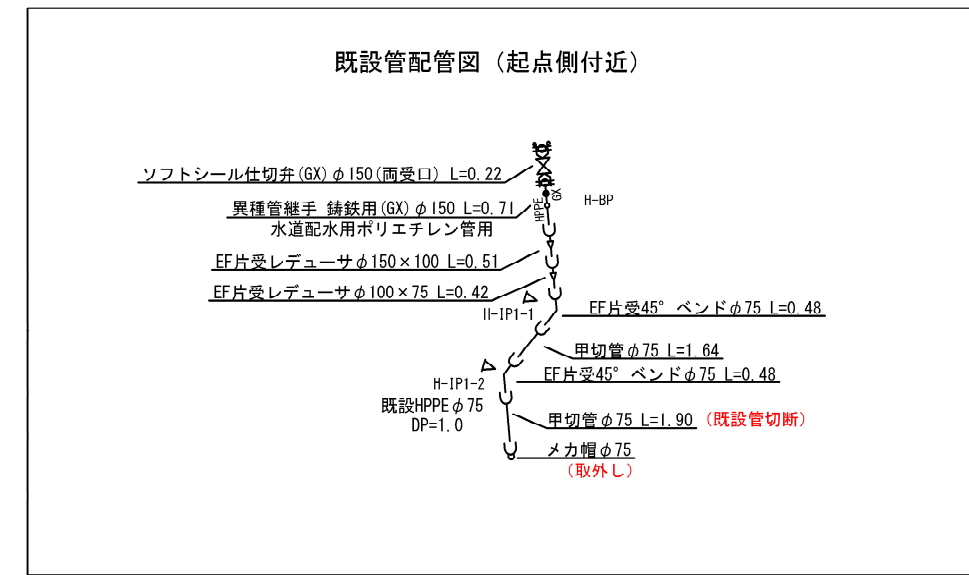 既設管配管図（起点側付近）
ソフトシール仕切弁(GX)φ150(両受口) L=0.22
GX
HPPE
H-BP
異種管継手 鋳鉄用(GX)φ150 L=0.71
水道配水用ポリエチレン管用
EF片受レデューサφ150×100 L=0.51
EF片受レデューサφ100×75 L=0.42
H-IP1-1
EF片受45°ベンドφ75 L=0.48
甲切管φ75 L=1.64
H-IP1-2
EF片受45°ベンドφ75 L=0.48
既設HPPEφ75
DP=1.0
甲切管φ75 L=1.90（既設管切断）
メカ帽φ75
（取外し）